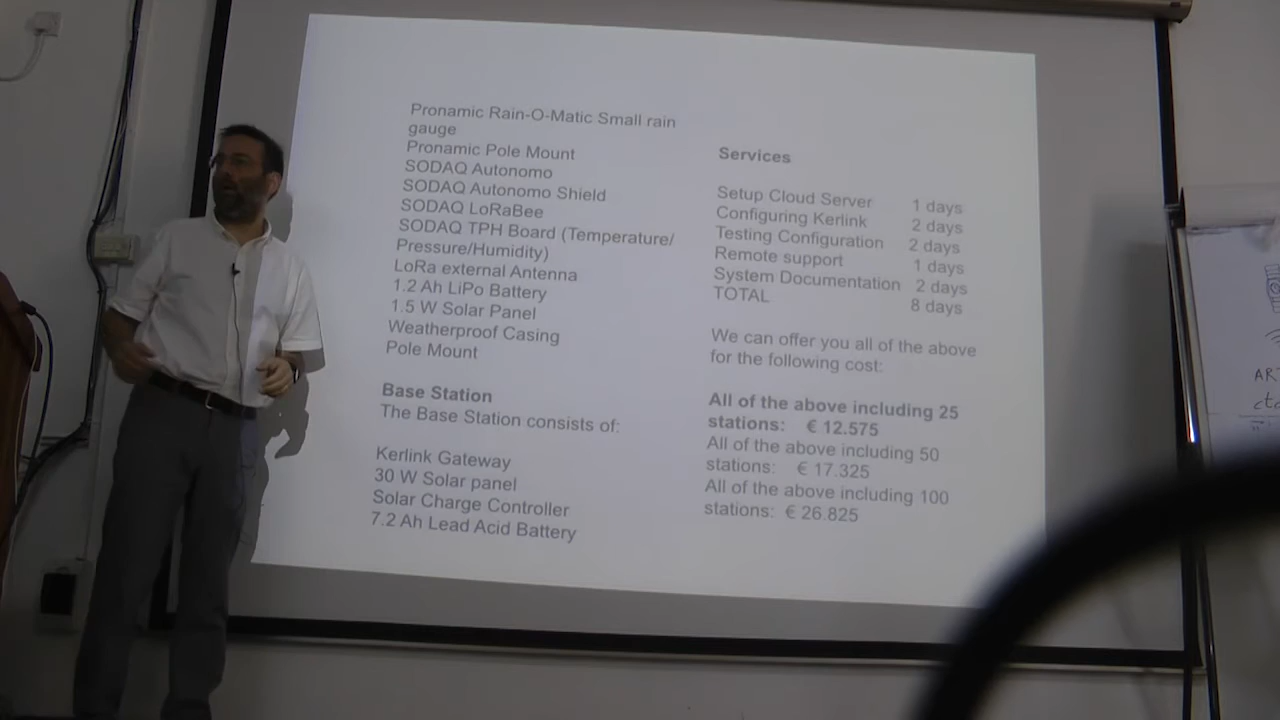 Pronamic Rain-O-Matic Small rain
gauge
Pronamic Pole Mount
SODAQ Autonomo
SODAQ Autonomo Shield
SODAQ LoRaBee
SODAQ TPH Board (Temperature/
Pressure/Humidity)
LoRa external Antenna
1.2 Ah LiPo Battery
1.5 W Solar Panel
Weatherproof Casing
Pole Mount
Base Station
The Base Station consists of:
Kerlink Gateway
30 W Solar panel
Solar Charge Controller
7.2 Ah Lead Acid Battery
Services
Setup Cloud Server 1 days
Configuring Kerlink 2 days
Testing Configuration 2 days
Remote support 1 days
System Documentation 2 days
TOTAL 8 days
We can offer you all of the above
for the following cost:
All of the above including 25
stations: € 12.575
All of the above including 50
stations: € 17.325
All of the above including 100
stations: € 26.825